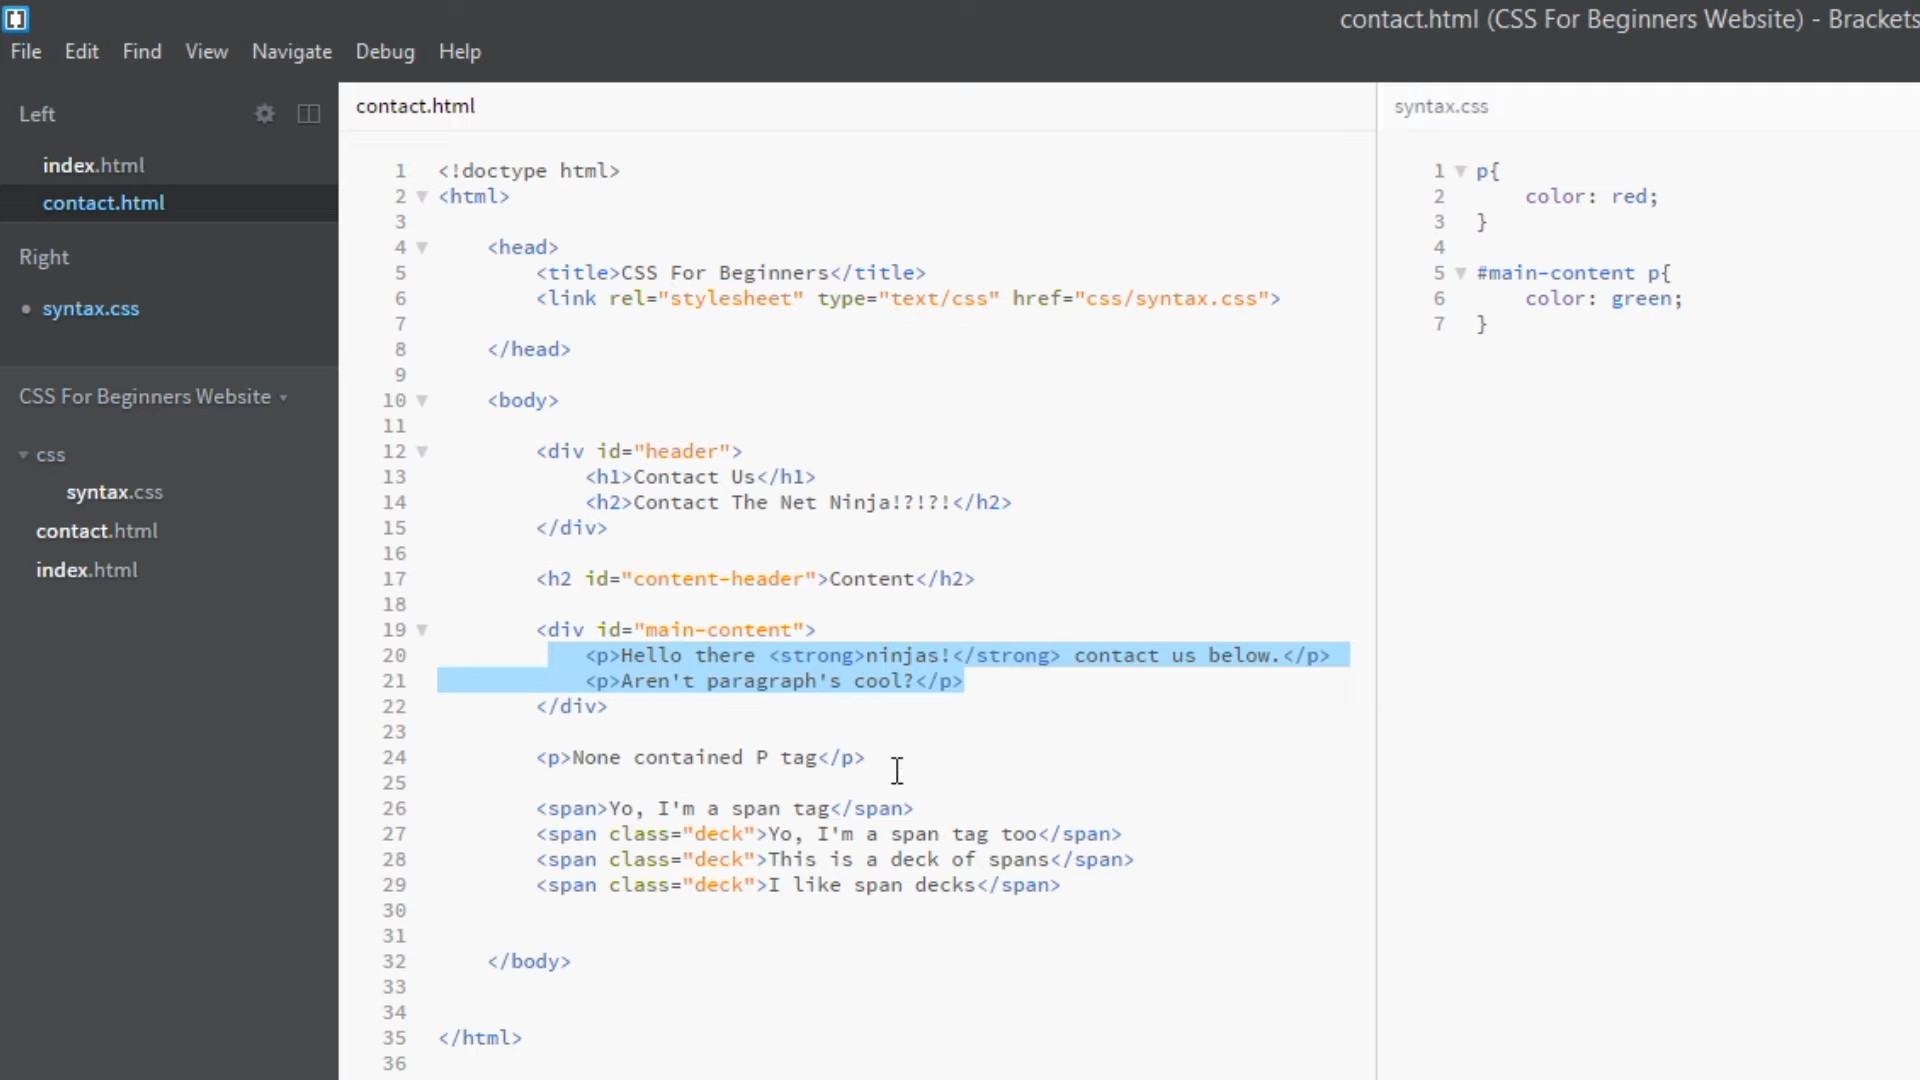 contact.html (CSS For Beginners Website) - Brackets
File Edit Find View Navigate Debug Help
Left
index.html
contact.html
Right
syntax.css
CSS For Beginners Website
css
syntax.css
contact.html
index.html
contact.html
1 <!doctype html>
2 <html>
3
4 <head>
5 <title>CSS For Beginners</title>
6 <link rel="stylesheet" type="text/css" href="css/syntax.css">
7
8 </head>
9
10 <body>
11
12 <div id="header">
13 <h1>Contact Us</h1>
14 <h2>Contact The Net Ninja!?!?!</h2>
15 </div>
16
17 <h2 id="content-header">Content</h2>
18
19 <div id="main-content">
20 <p>Hello there <strong>ninjas!</strong> contact us below.</p>
21 <p>Aren't paragraph's cool?</p>
22 </div>
23
24 <p>None contained P tag</p>
25
26 <span>Yo, I'm a span tag</span>
27 <span class="deck">Yo, I'm a span tag too</span>
28 <span class="deck">This is a deck of spans</span>
29 <span class="deck">I like span decks</span>
30
31
32 </body>
33
34
35 </html>
36
syntax.css
1 p{
2 color: red;
3 }
4
5 #main-content p{
6 color: green;
7 }